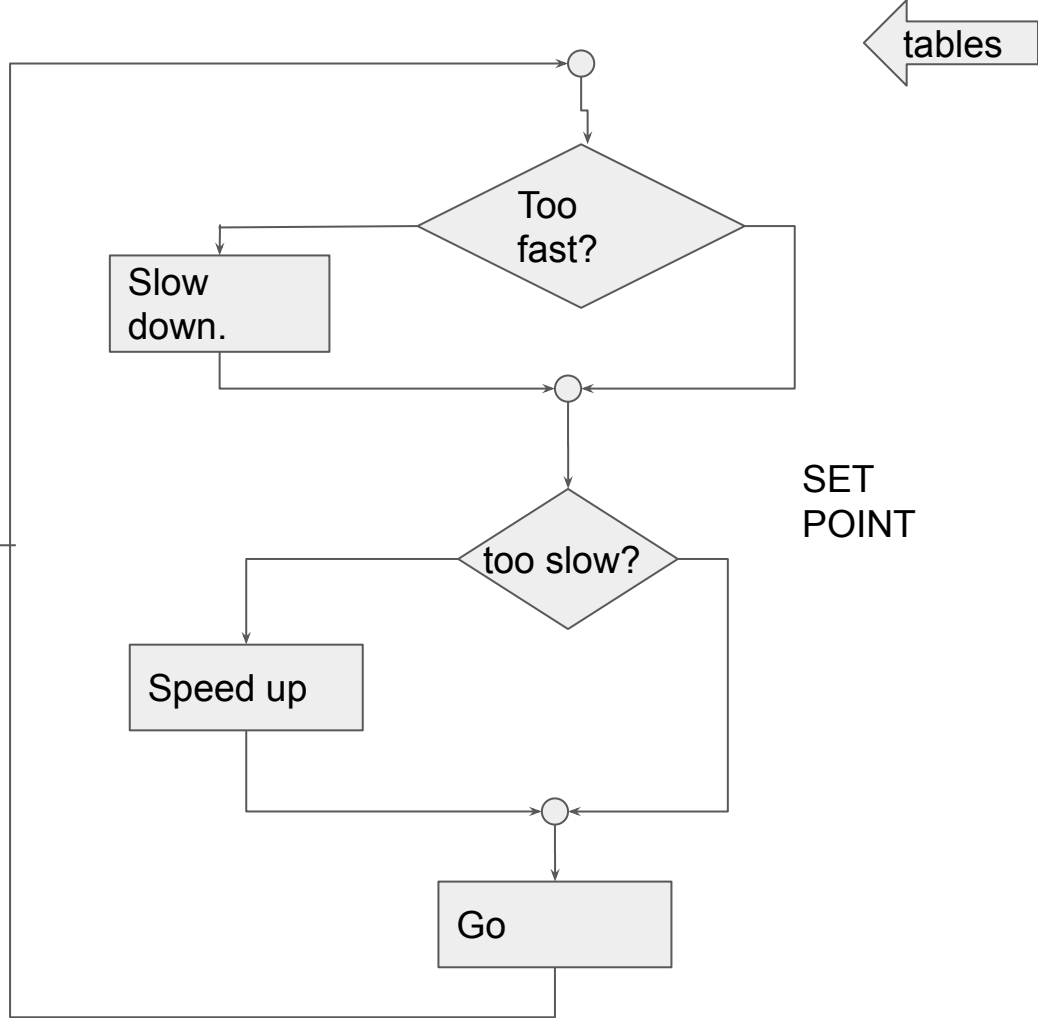 tables
Too
fast?
Slow
down.
SET
POINT
too slow?
Speed up
Go